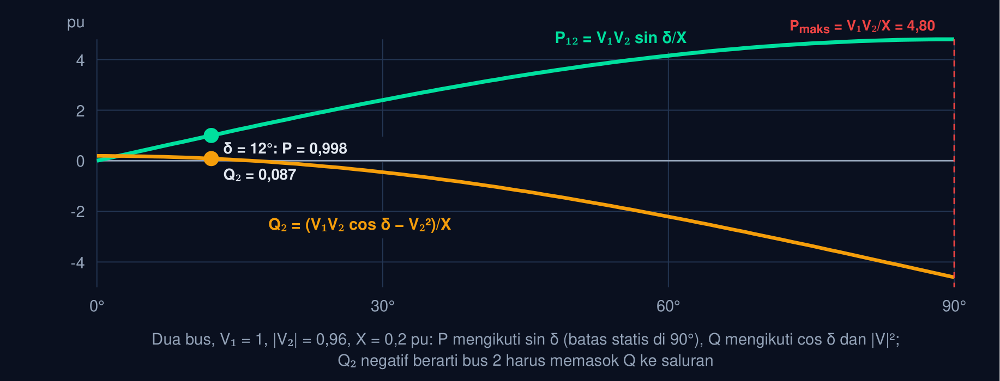 pu
P₁₂ = V₁V₂ sin δ/X
Pmaks = V₁V₂/X = 4,80
4
2
0
-2
-4
δ = 12°: P = 0,998
Q₂ = 0,087
Q₂ = (V₁V₂ cos δ – V₂²)/X
0° 30° 60° 90°
Dua bus, V₁ = 1, |V₂| = 0,96, X = 0,2 pu: P mengikuti sin δ (batas statis di 90°), Q mengikuti cos δ dan |V|²;
Q₂ negatif berarti bus 2 harus memasok Q ke saluran